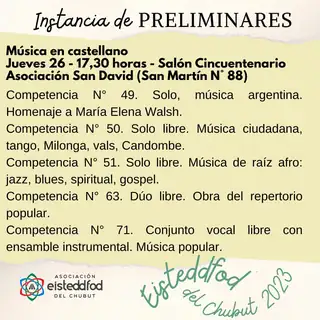 Instancia de PRELIMINARES
Música en castellano
Jueves 26 - 17,30 horas - Salón Cincuentenario
Asociación San David (San Martín N° 88)
Competencia N° 49. Solo, música argentina.
Homenaje a María Elena Walsh.
Competencia N° 50. Solo libre. Música ciudadana,
tango, Milonga, vals, Candombe.
Competencia N° 51. Solo libre. Música de raíz afro:
jazz, blues, spiritual, gospel.
Competencia N° 63. Dúo libre. Obra del repertorio
popular.
Competencia N° 71. Conjunto vocal libre con
ensamble instrumental. Música popular.
ASOCIACIÓN
eisteddfod
DEL CHUBUT
Eisteddfod
del Chubut 2023